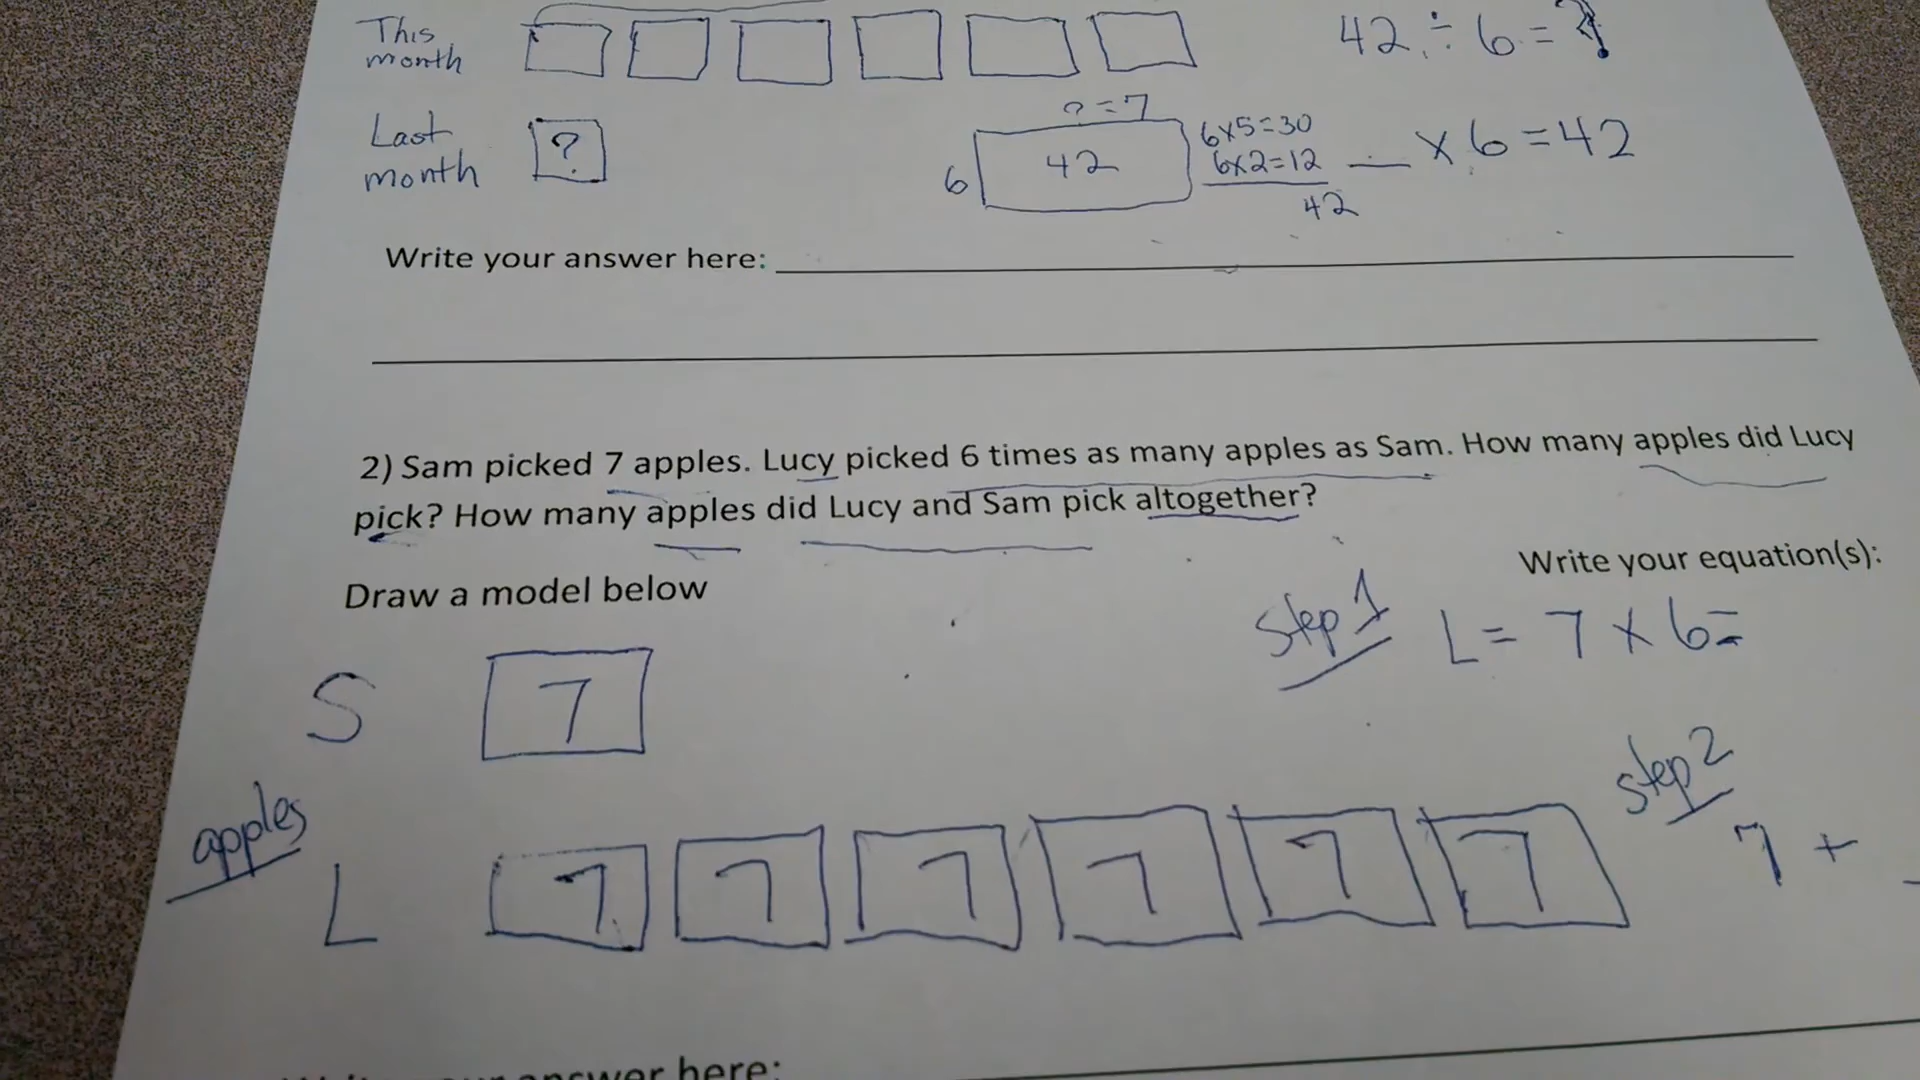 This
month
42 ÷ 6 = ?
Last
month
?
? = 7
6
42
6x5=30
6x2=12
42
__ x 6 = 42
Write your answer here:
2) Sam picked 7 apples. Lucy picked 6 times as many apples as Sam. How many apples did Lucy
pick? How many apples did Lucy and Sam pick altogether?
Draw a model below
Write your equation(s):
Step 1
L = 7 x 6 =
S
7
Step 2
7 +
apples
L
7 7 7 7 7 7
answer here: